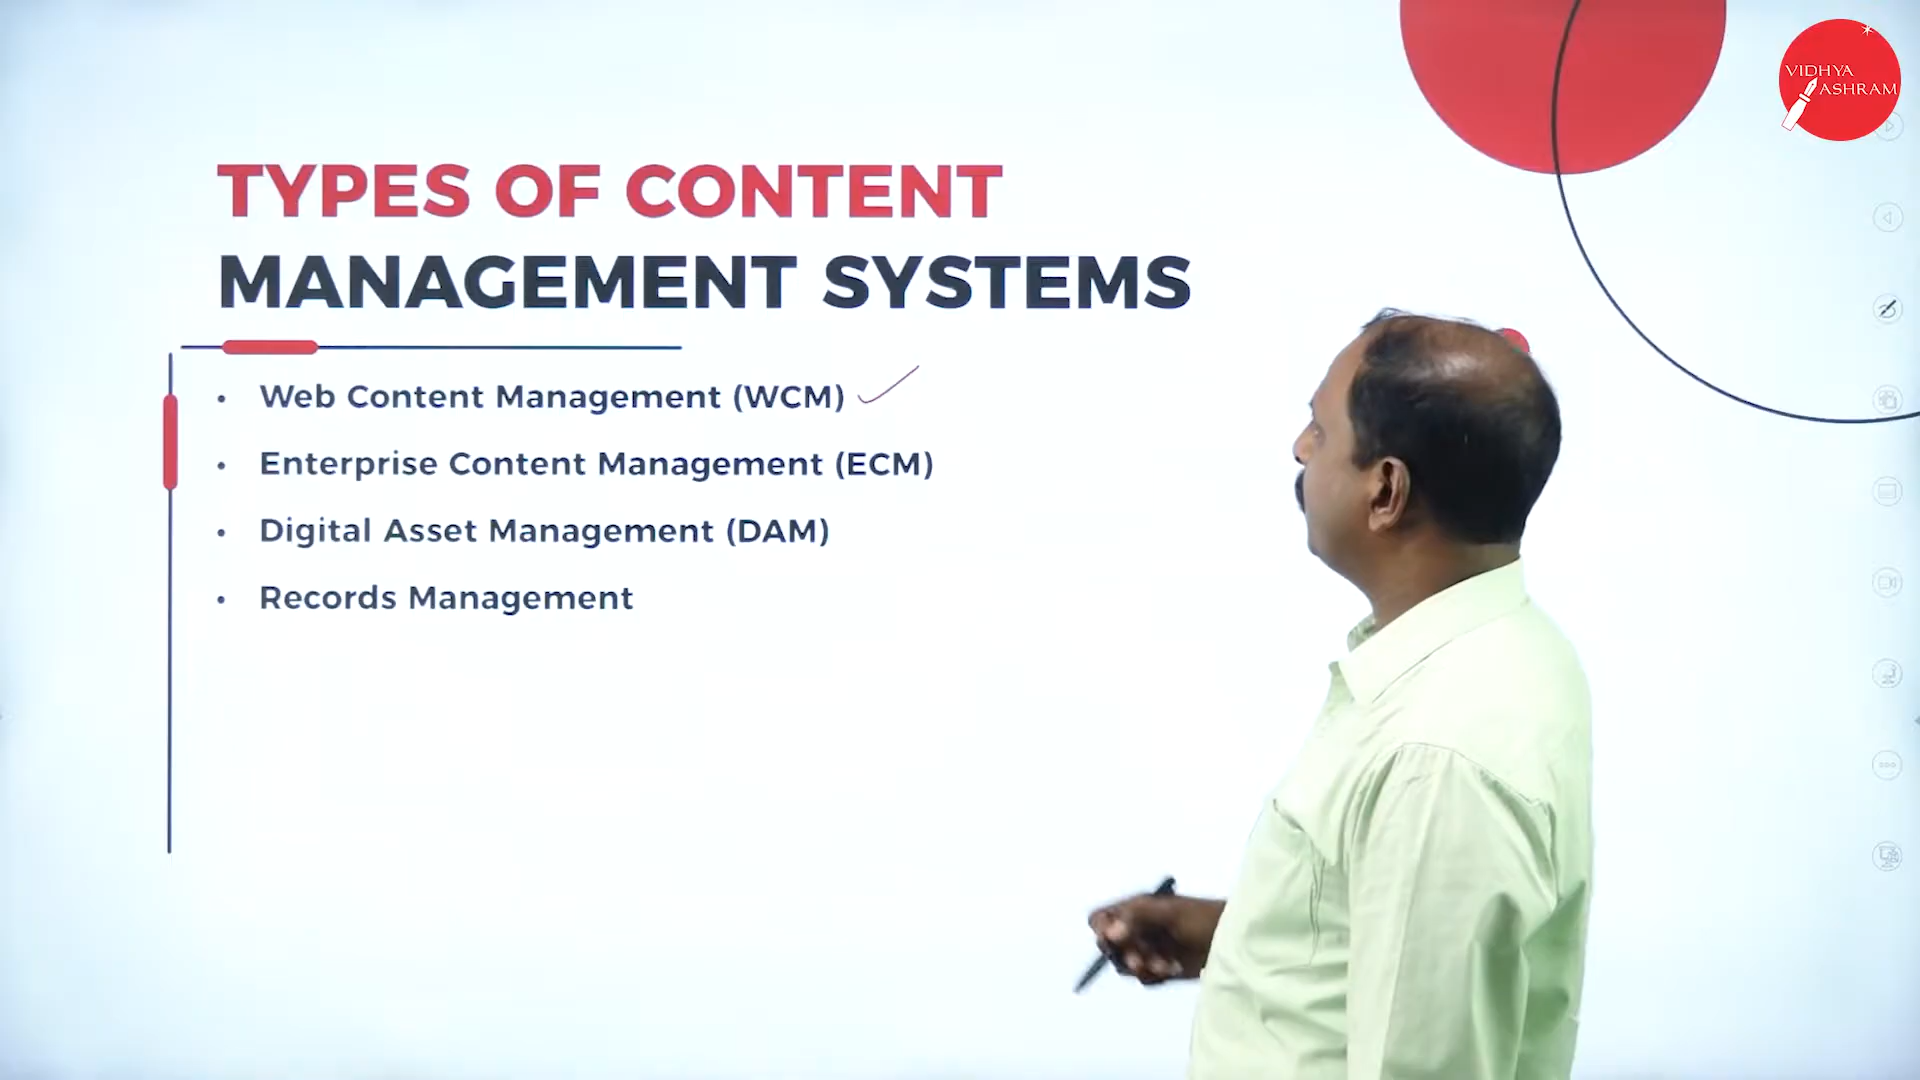 VIDHYA
ASHRAM
TYPES OF CONTENT
MANAGEMENT SYSTEMS
• Web Content Management (WCM)
• Enterprise Content Management (ECM)
• Digital Asset Management (DAM)
• Records Management